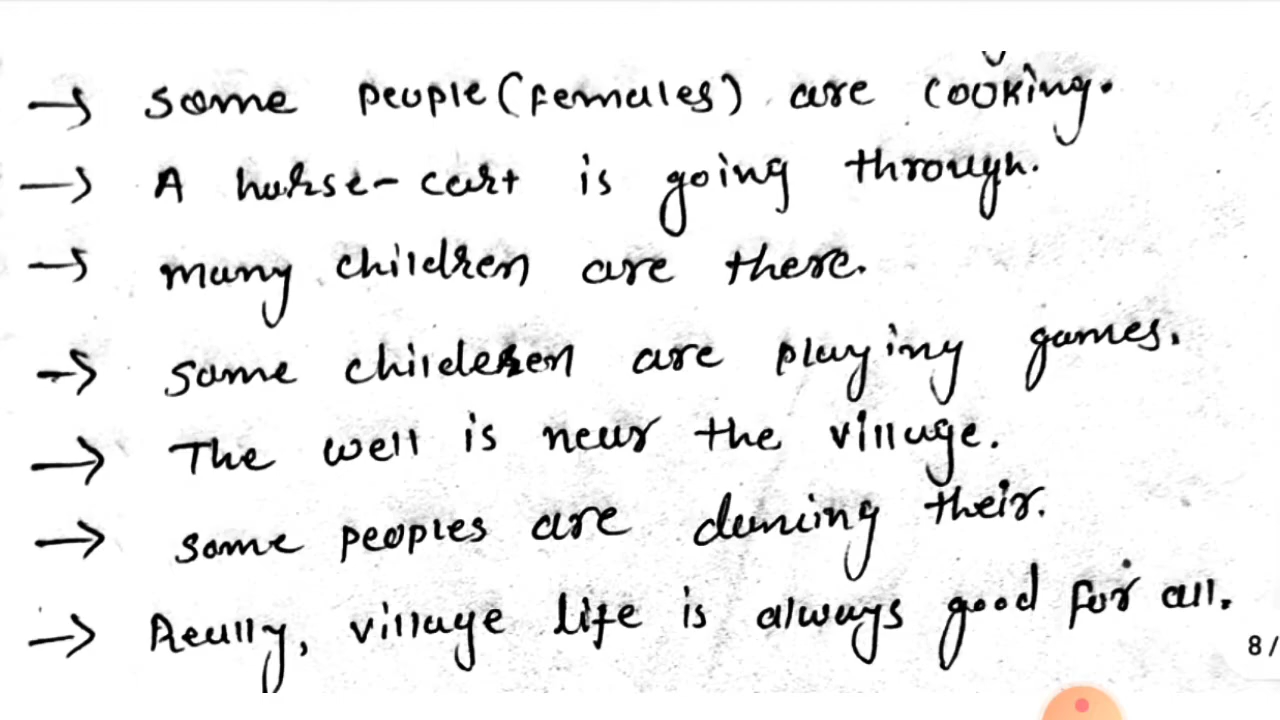 → some people (females) are cooking.
→ A horse-cart is going through.
→ many children are there.
→ some children are playing games.
→ The well is near the village.
→ some peoples are dancing their.
→ Really, village life is always good for all.
8/